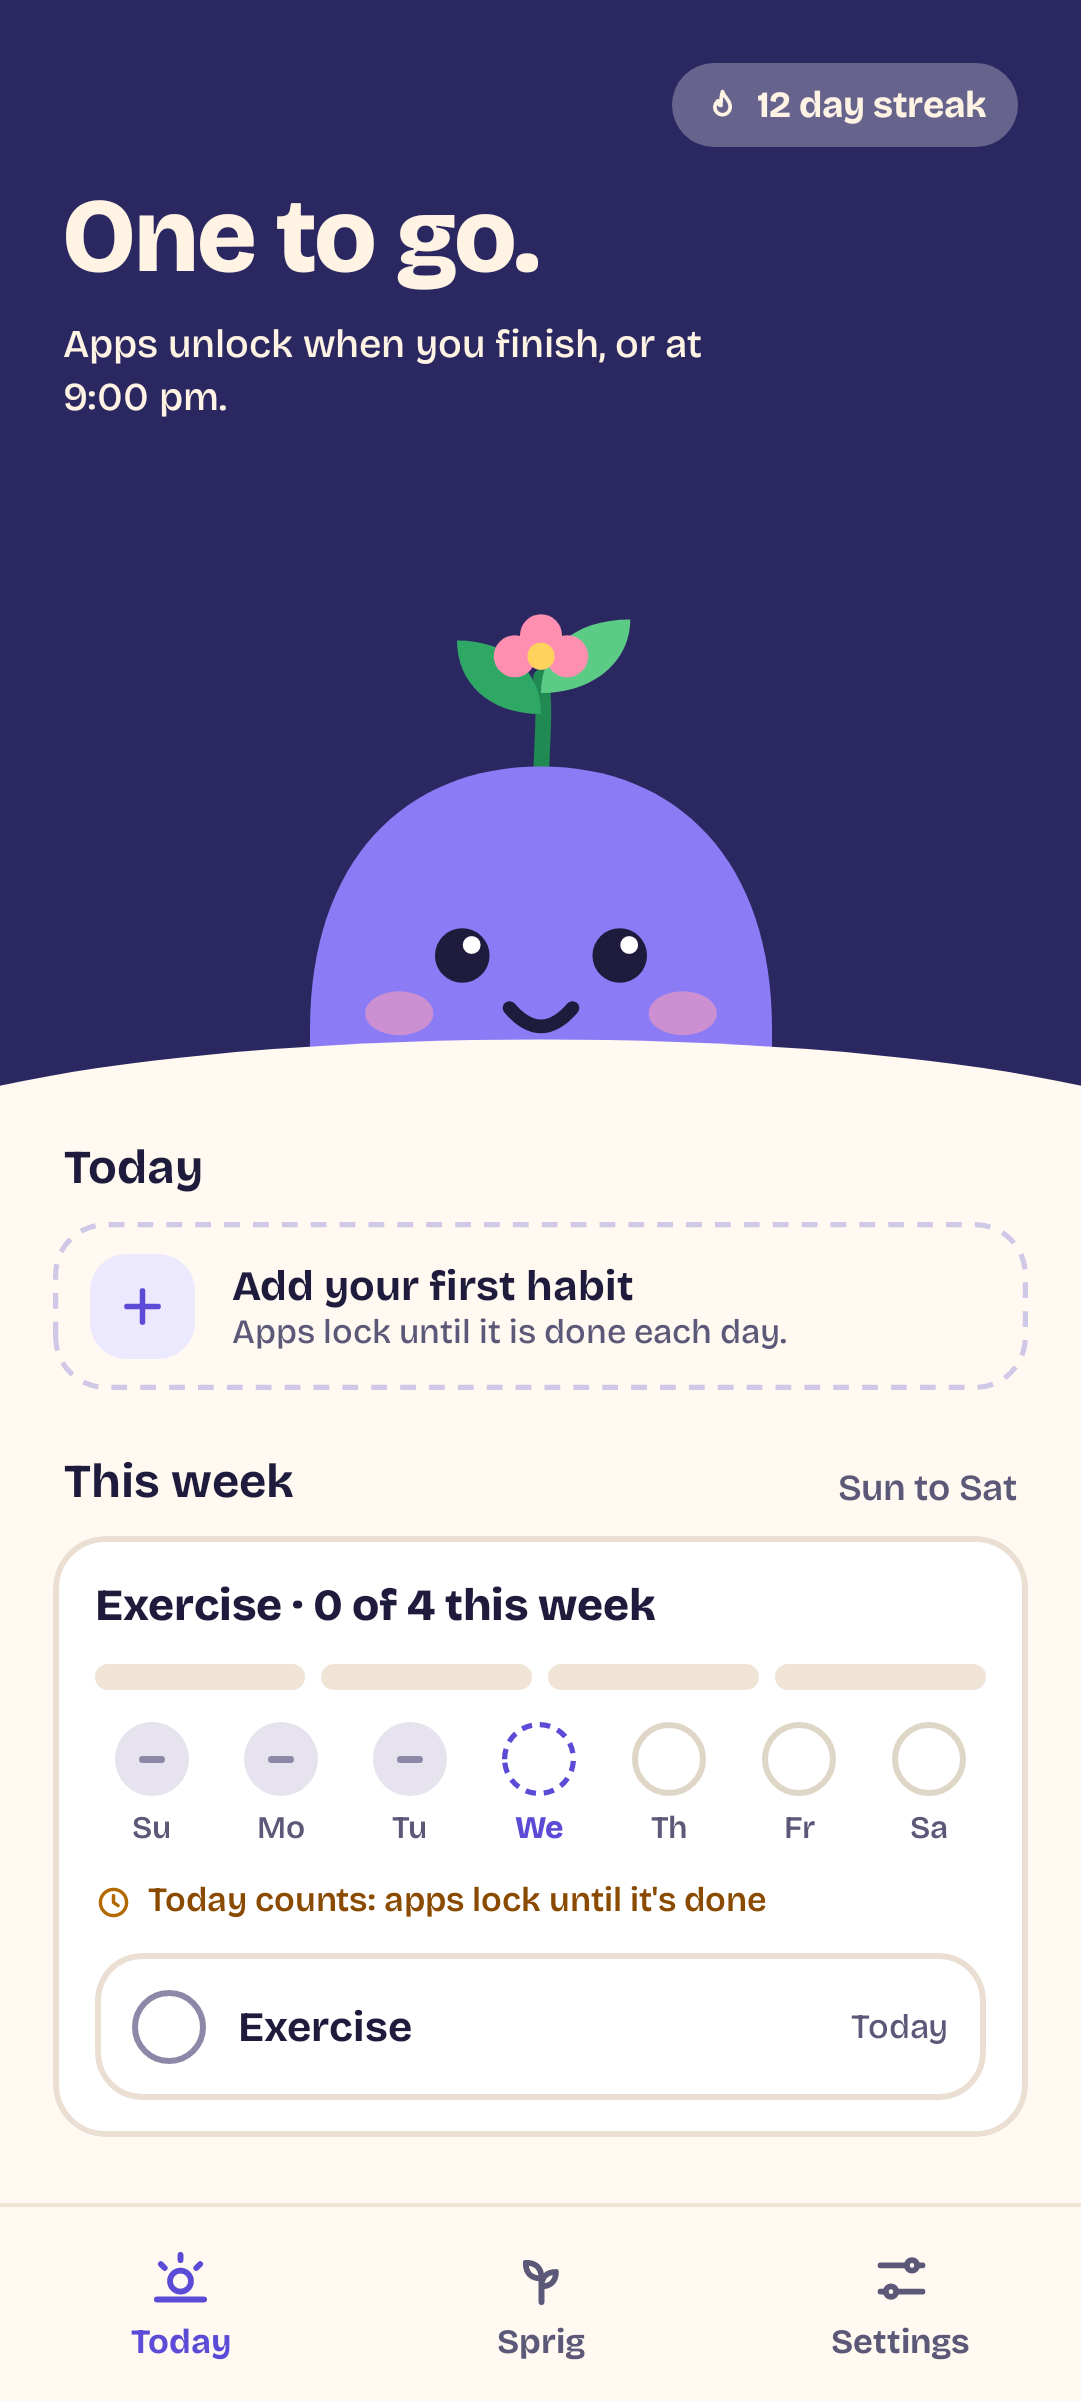 12 day streak
One to go.
Apps unlock when you finish, or at
9:00 pm.
Today
Add your first habit
Apps lock until it is done each day.
This week
Sun to Sat
Exercise · 0 of 4 this week
Su Mo Tu We Th Fr Sa
Today counts: apps lock until it's done
Exercise
Today
Today Sprig Settings